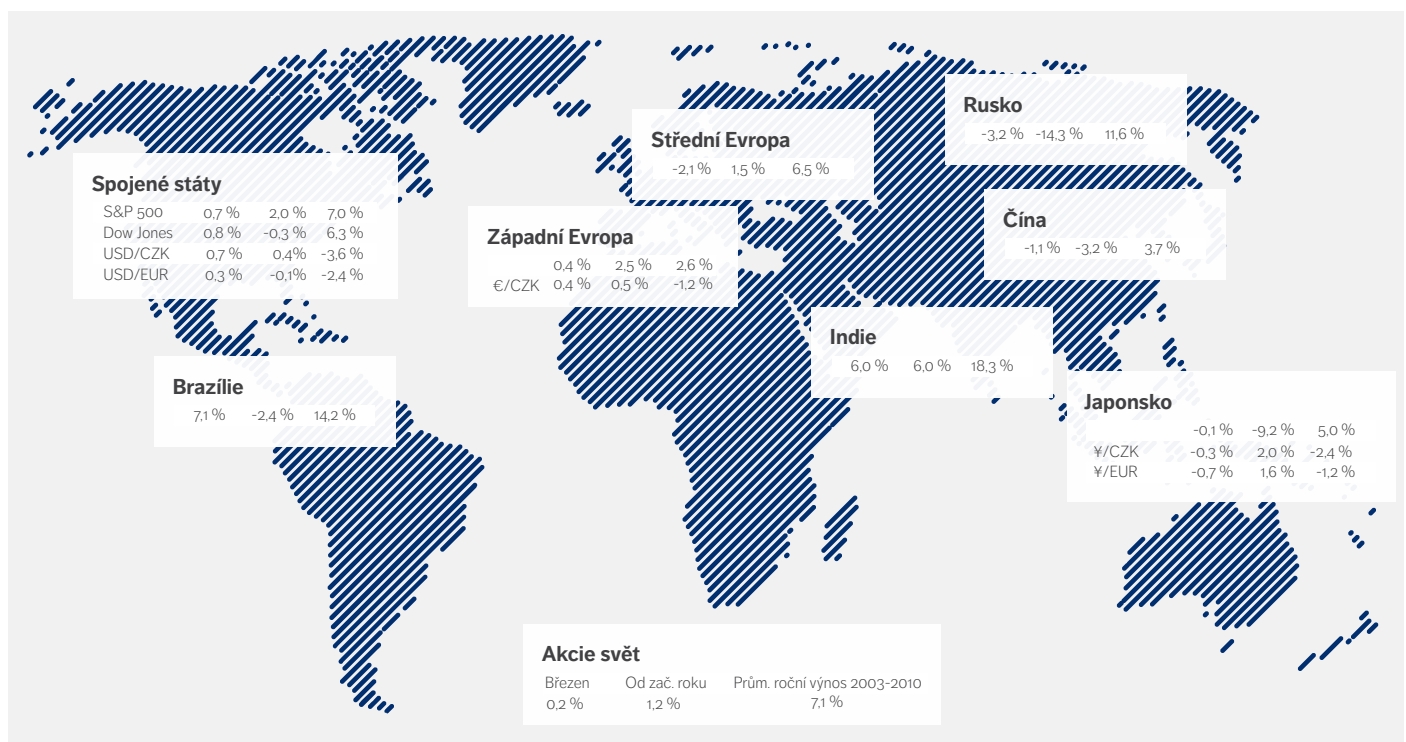 Rusko
-3,2 % -14,3 % 11,6 %
Střední Evropa
-2,1 % 1,5 % 6,5 %
Spojené státy
S&P 500 0,7 % 2,0 % 7,0 %
Dow Jones 0,8 % -0,3 % 6,3 %
USD/CZK 0,7 % 0,4% -3,6 %
USD/EUR 0,3 % -0,1% -2,4 %
Čína
-1,1 % -3,2 % 3,7 %
Západní Evropa
0,4 % 2,5 % 2,6 %
€/CZK 0,4 % 0,5 % -1,2 %
Indie
6,0 % 6,0 % 18,3 %
Brazílie
7,1 % -2,4 % 14,2 %
Japonsko
-0,1 % -9,2 % 5,0 %
¥/CZK -0,3 % 2,0 % -2,4 %
¥/EUR -0,7 % 1,6 % -1,2 %
Akcie svět
Březen Od zač. roku Prům. roční výnos 2003-2010
0,2 % 1,2 % 7,1 %